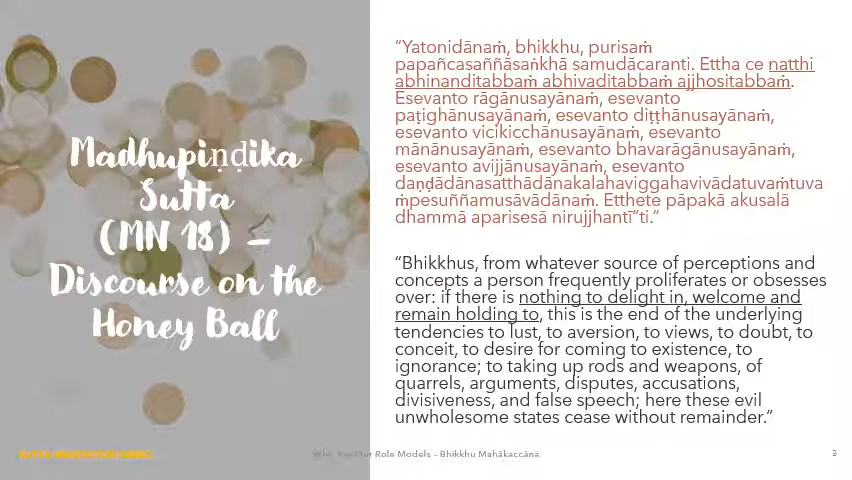 Madhupiṇḍika
Sutta
(MN 18) –
Discourse on the
Honey Ball
“Yatonidānaṁ, bhikkhu, purisaṁ
papañcasaññāsaṅkhā samudācaranti. Ettha ce natthi
abhinanditabbaṁ abhivaditabbaṁ ajjhositabbaṁ.
Esevanto rāgānusayānaṁ, esevanto
paṭighānusayānaṁ, esevanto diṭṭhānusayānaṁ,
esevanto vicikicchānusayānaṁ, esevanto
mānānusayānaṁ, esevanto bhavarāgānusayānaṁ,
esevanto avijjānusayānaṁ, esevanto
daṇḍādānasatthādānakalahaviggahavivādatuvaṁtuva
ṁpesuññamusāvādānaṁ. Etthete pāpakā akusalā
dhammā aparisesā nirujjhantī”ti.”
“Bhikkhus, from whatever source of perceptions and
concepts a person frequently proliferates or obsesses
over: if there is nothing to delight in, welcome and
remain holding to, this is the end of the underlying
tendencies to lust, to aversion, to views, to doubt, to
conceit, to desire for coming to existence, to
ignorance; to taking up rods and weapons, of
quarrels, arguments, disputes, accusations,
divisiveness, and false speech; here these evil
unwholesome states cease without remainder.”
Our Role Models – Bhikkhu Mahākaccāna
3